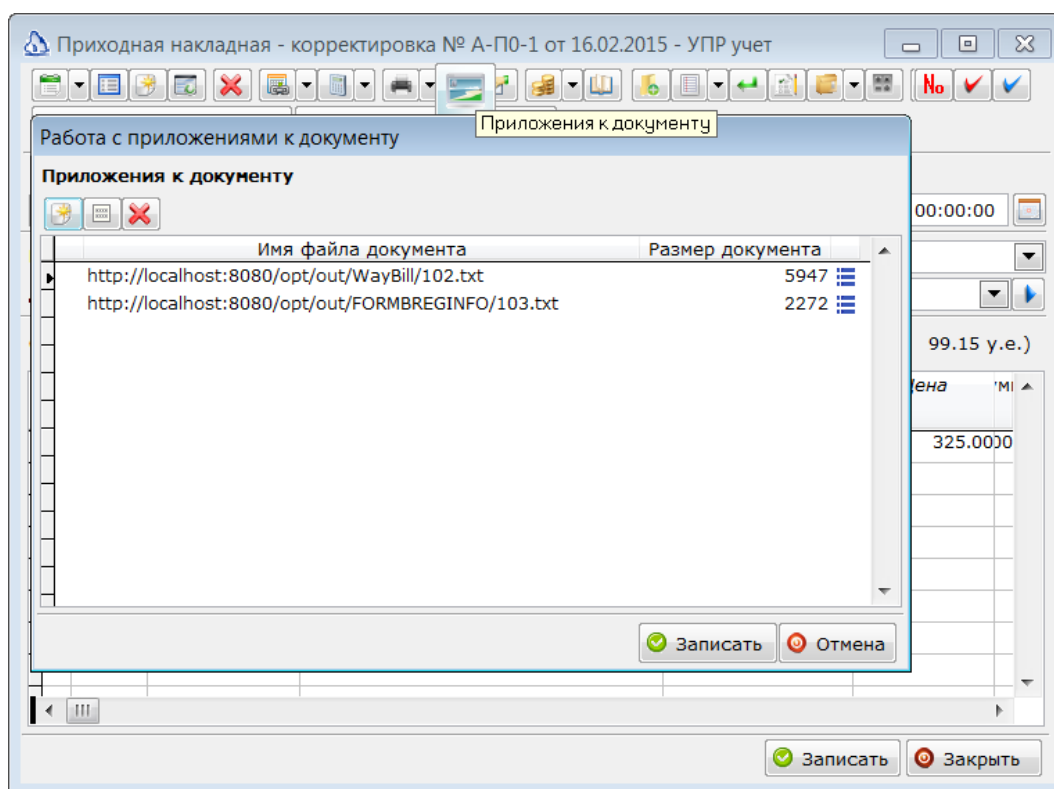 Приходная накладная - корректировка № А-П0-1 от 16.02.2015 - УПР учет
No
Приложения к документу
Работа с приложениями к документу
Приложения к документу
00:00:00
Имя файла документа Размер документа
http://localhost:8080/opt/out/WayBill/102.txt 5947
http://localhost:8080/opt/out/FORMBREGINFO/103.txt 2272
99.15 у.е.)
325.0000
Записать Отмена
Записать Закрыть